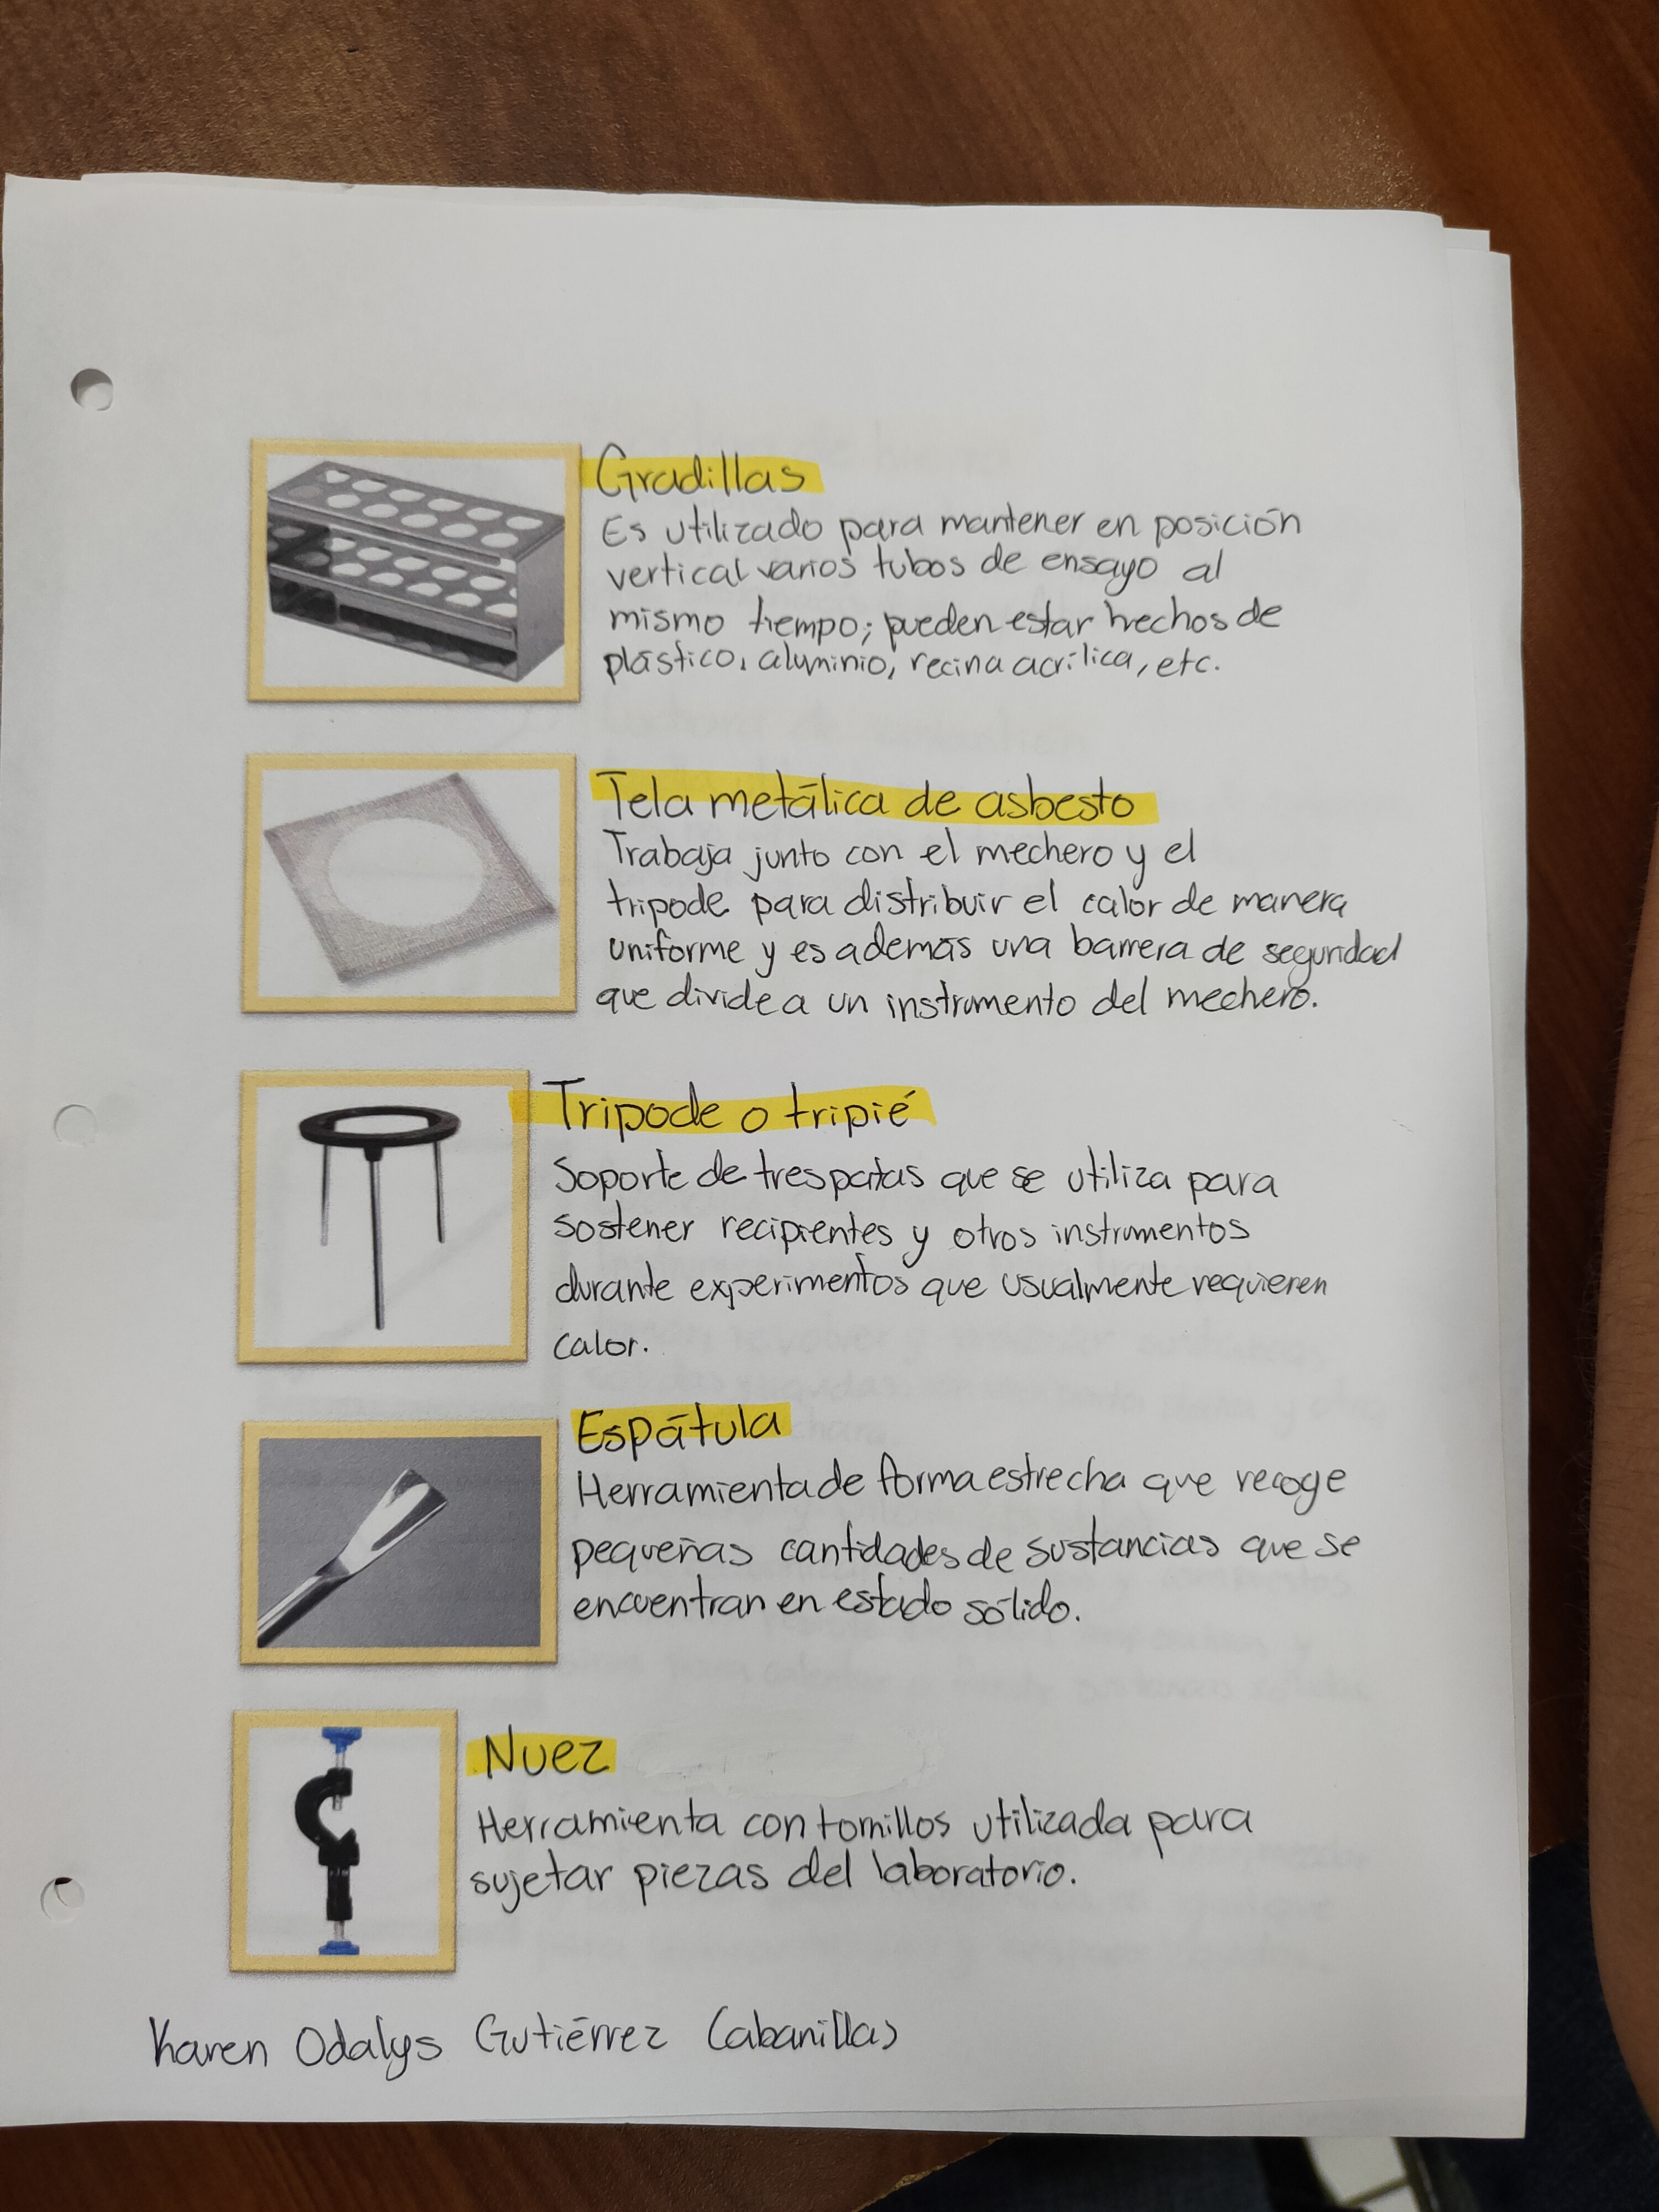 Gradillas
Es utilizado para mantener en posición
vertical varios tubos de ensayo al
mismo tiempo; pueden estar hechos de
plástico, aluminio, recina acrílica, etc.
Tela metálica de asbesto
Trabaja junto con el mechero y el
tripode para distribuir el calor de manera
uniforme y es además una barrera de seguridad
que divide a un instrumento del mechero.
Tripode o tripié
Soporte de tres patas que se utiliza para
sostener recipientes y otros instrumentos
durante experimentos que usualmente requieren
calor.
Espátula
Herramienta de forma estrecha que recoge
pequeñas cantidades de sustancias que se
encuentran en estado sólido.
Nuez
Herramienta con tornillos utilizada para
sujetar piezas del laboratorio.
Karen Odalys Gutiérrez Cabanillas